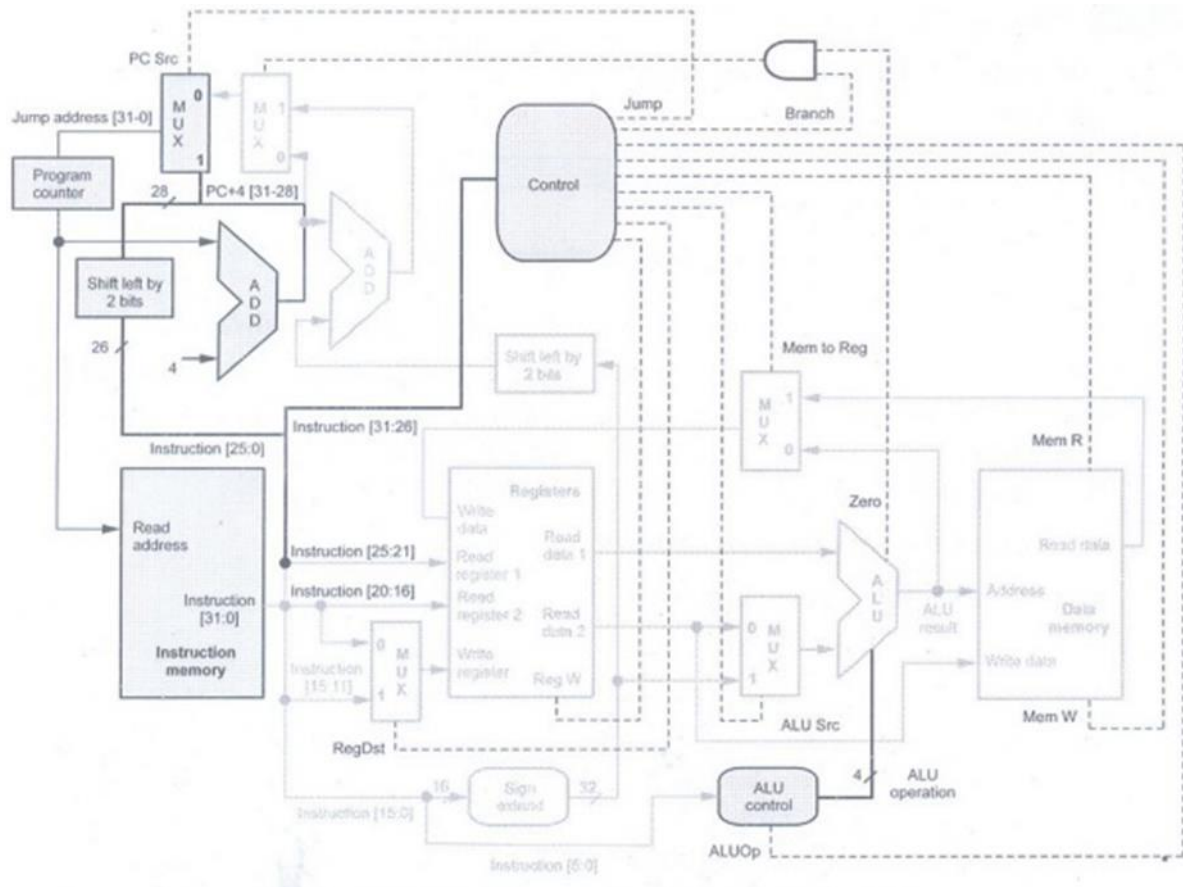 PC Src
0
M
U
X
1
M
U
X
1
0
Jump
Branch
Jump address [31-0]
Program
counter
Control
28
PC+4 [31-28]
A
D
D
A
D
D
Shift left by
2 bits
26
4
Shift left by
2 bits
Mem to Reg
M
U
X
1
0
Instruction [25:0]
Instruction [31:26]
Mem R
Registers
Write
data
Read
data 1
Zero
Read
address
Instruction [25:21]
Read
register 1
Read data
Instruction [20:16]
Read
register 2
Read
data 2
Instruction
[31:0]
Instruction
memory
0
M
U
X
1
Instruction
[15:11]
Write
register
Reg W
0
M
U
X
1
A
L
U
ALU
result
Address
Data
memory
Write data
RegDst
ALU Src
Mem W
16
Sign
extend
32
ALU
control
4
ALU
operation
Instruction [15:0]
Instruction [5:0]
ALUOp